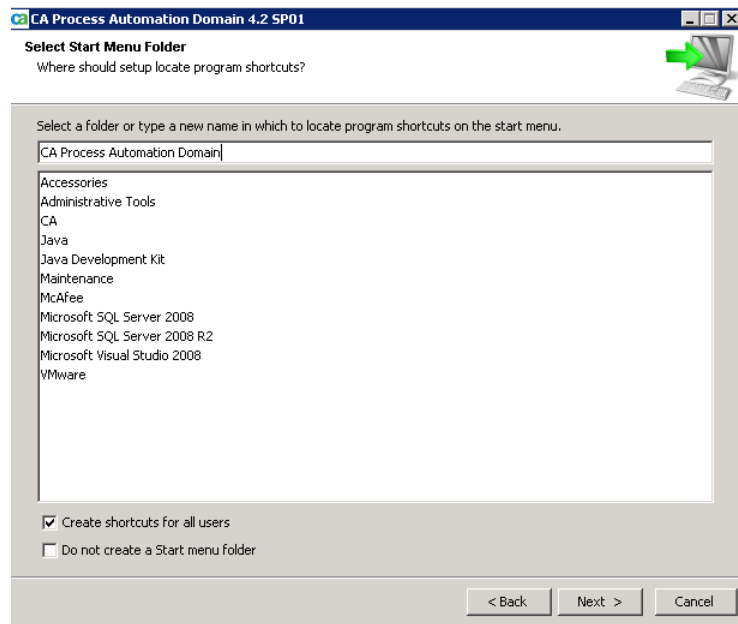 ca CA Process Automation Domain 4.2 SP01
Select Start Menu Folder
Where should setup locate program shortcuts?
Select a folder or type a new name in which to locate program shortcuts on the start menu.
CA Process Automation Domain
Accessories
Administrative Tools
CA
Java
Java Development Kit
Maintenance
McAfee
Microsoft SQL Server 2008
Microsoft SQL Server 2008 R2
Microsoft Visual Studio 2008
VMware
Create shortcuts for all users
Do not create a Start menu folder
< Back Next > Cancel